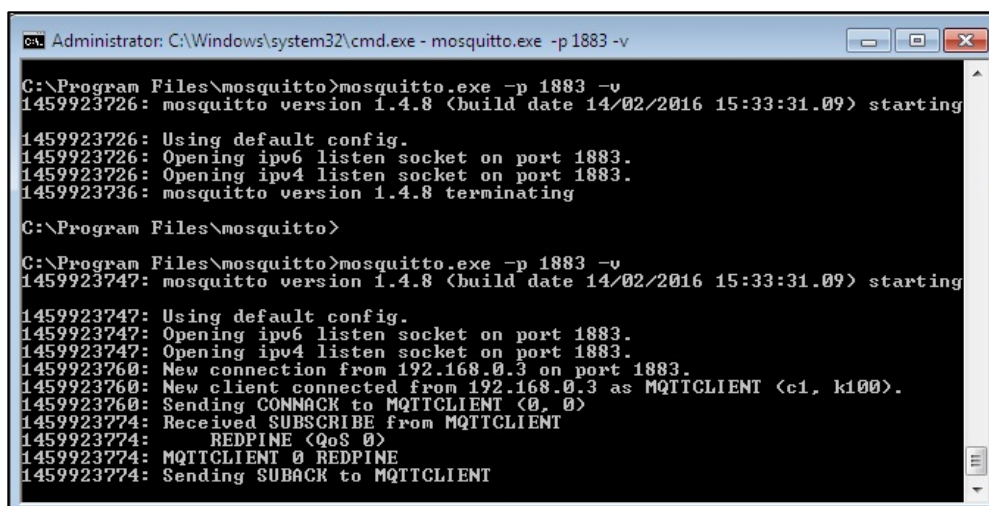 Administrator: C:\Windows\system32\cmd.exe - mosquitto.exe -p 1883 -v
C:\Program Files\mosquitto>mosquitto.exe -p 1883 -v
1459923726: mosquitto version 1.4.8 (build date 14/02/2016 15:33:31.09) starting
1459923726: Using default config.
1459923726: Opening ipv6 listen socket on port 1883.
1459923726: Opening ipv4 listen socket on port 1883.
1459923736: mosquitto version 1.4.8 terminating
C:\Program Files\mosquitto>
C:\Program Files\mosquitto>mosquitto.exe -p 1883 -v
1459923747: mosquitto version 1.4.8 (build date 14/02/2016 15:33:31.09) starting
1459923747: Using default config.
1459923747: Opening ipv6 listen socket on port 1883.
1459923747: Opening ipv4 listen socket on port 1883.
1459923760: New connection from 192.168.0.3 on port 1883.
1459923760: New client connected from 192.168.0.3 as MQTTCLIENT (c1, k100).
1459923760: Sending CONNACK to MQTTCLIENT (0, 0)
1459923774: Received SUBSCRIBE from MQTTCLIENT
1459923774:     REDPINE (QoS 0)
1459923774: MQTTCLIENT 0 REDPINE
1459923774: Sending SUBACK to MQTTCLIENT